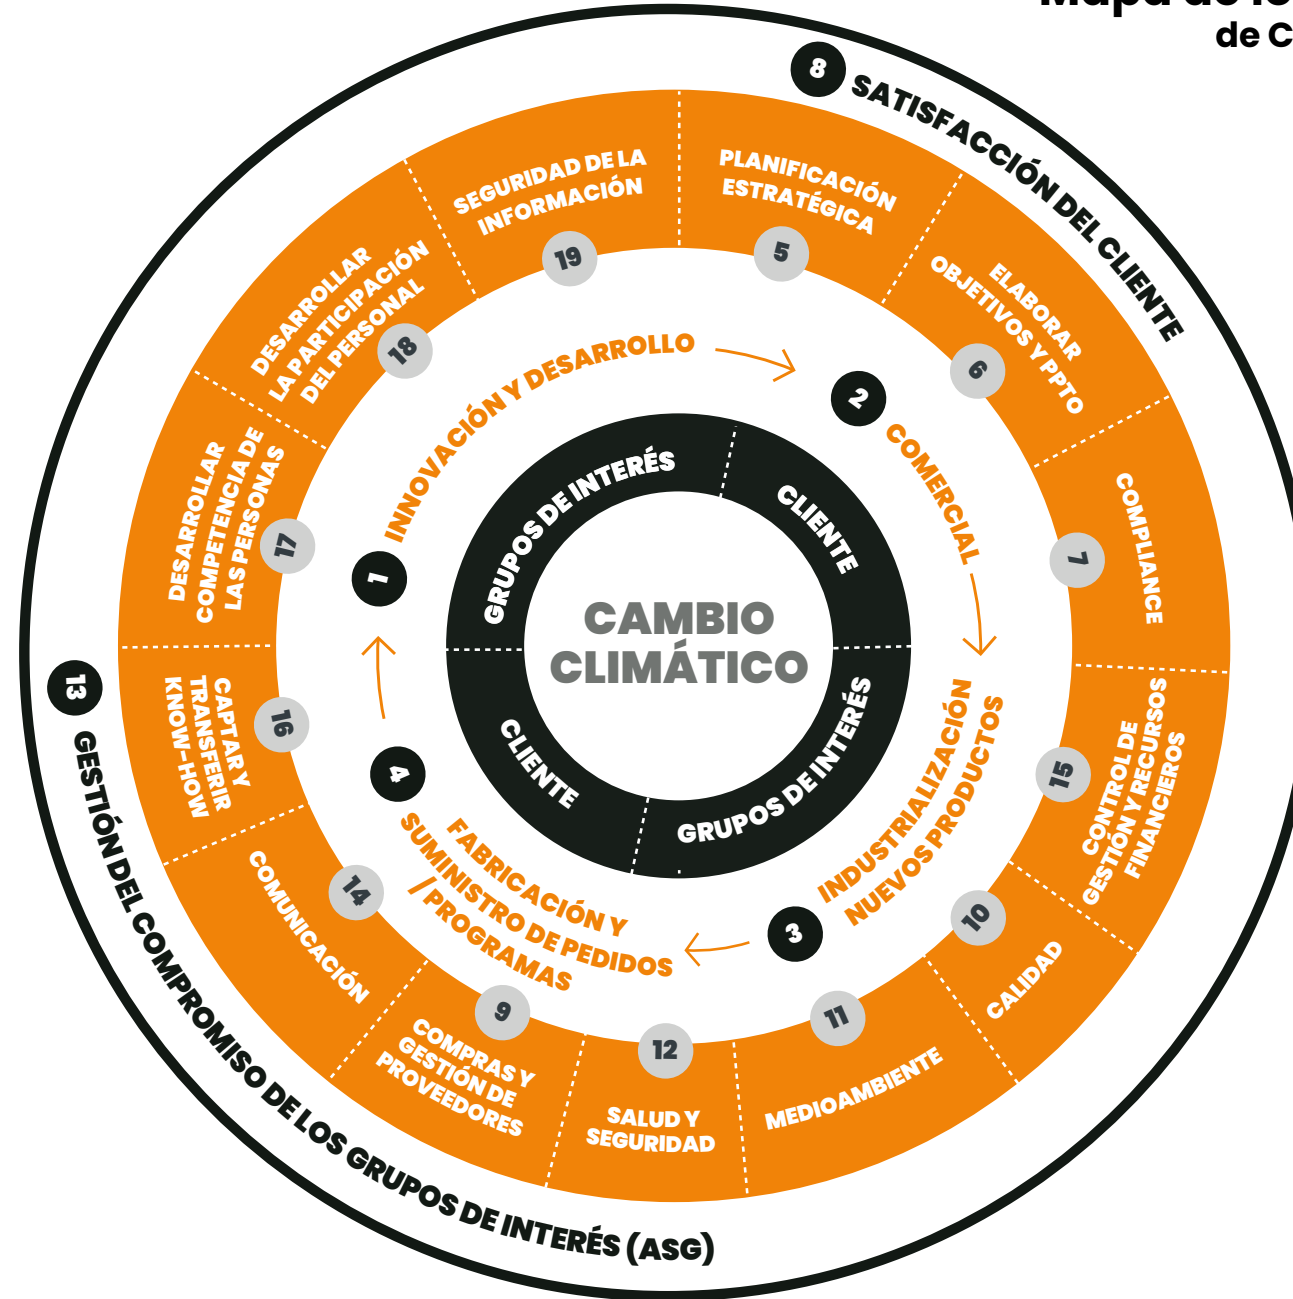 de C
8
SATISFACCIÓN DEL CLIENTE
PLANIFICACIÓN
ESTRATÉGICA
5
ELABORAR
OBJETIVOS Y PPTO
6
COMPLIANCE
7
CONTROL DE
GESTIÓN Y RECURSOS
FINANCIEROS
15
CALIDAD
10
MEDIOAMBIENTE
11
SALUD Y
SEGURIDAD
12
COMPRAS Y
GESTIÓN DE
PROVEEDORES
9
COMUNICACIÓN
14
CAPTAR Y
TRANSFERIR
KNOW-HOW
16
DESARROLLAR
COMPETENCIA DE
LAS PERSONAS
17
DESARROLLAR
LA PARTICIPACIÓN
DEL PERSONAL
18
SEGURIDAD DE LA
INFORMACIÓN
19
1
INNOVACIÓN Y DESARROLLO
2
COMERCIAL
3
INDUSTRIALIZACIÓN
NUEVOS PRODUCTOS
4
FABRICACIÓN Y
SUMINISTRO DE PEDIDOS
/PROGRAMAS
GRUPOS DE INTERÉS
CLIENTE
GRUPOS DE INTERÉS
CLIENTE
CAMBIO
CLIMÁTICO
13
GESTIÓN DEL COMPROMISO DE LOS GRUPOS DE INTERÉS (ASG)